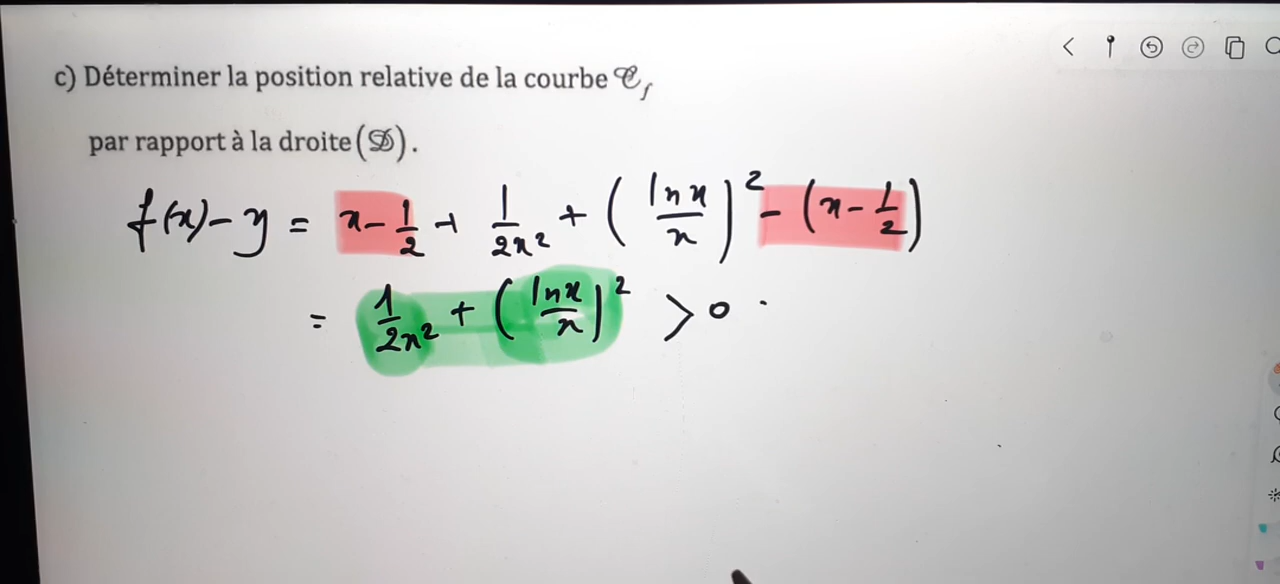 c) Déterminer la position relative de la courbe 𝒞_f
par rapport à la droite (𝒟).
f(x) - y = x - 1/2 + 1/(2x²) + (ln x / x)² - (x - 1/2)
= 1/(2x²) + (ln x / x)² > 0 .